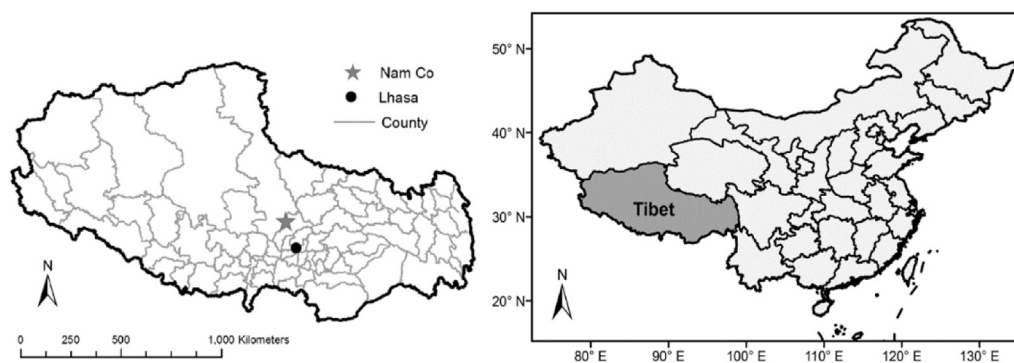 Nam Co
Lhasa
County
N
0 250 500 1,000 Kilometers
50° N
40° N
30° N
20° N
Tibet
N
80° E 90° E 100° E 110° E 120° E 130° E